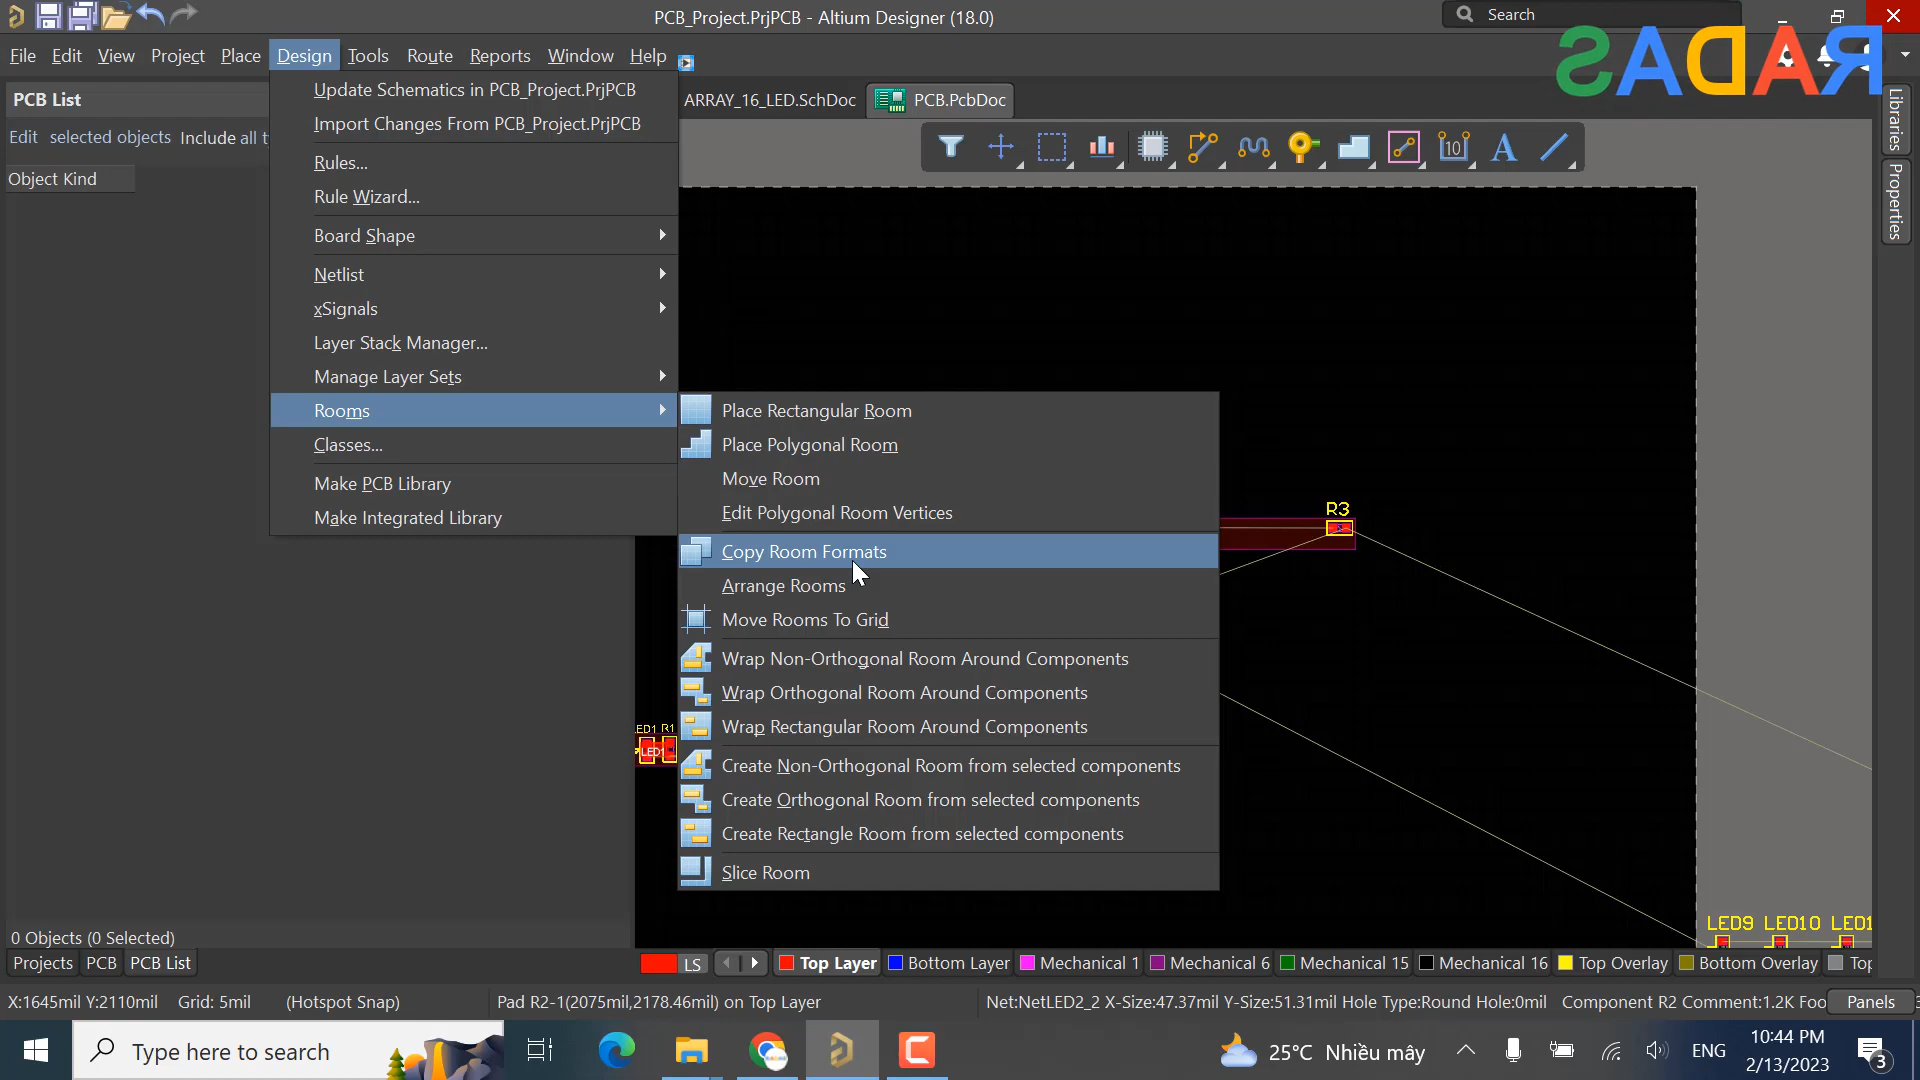 PCB_Project.PrjPCB - Altium Designer (18.0)
Search
File Edit View Project Place Design Tools Route Reports Window Help
RADAS
PCB List
Edit selected objects Include all t
Object Kind
Update Schematics in PCB_Project.PrjPCB
Import Changes From PCB_Project.PrjPCB
Rules...
Rule Wizard...
Board Shape
Netlist
xSignals
Layer Stack Manager...
Manage Layer Sets
Rooms
Classes...
Make PCB Library
Make Integrated Library
ARRAY_16_LED.SchDoc
PCB.PcbDoc
10
A
Libraries
Properties
Place Rectangular Room
Place Polygonal Room
Move Room
Edit Polygonal Room Vertices
Copy Room Formats
Arrange Rooms
Move Rooms To Grid
Wrap Non-Orthogonal Room Around Components
Wrap Orthogonal Room Around Components
Wrap Rectangular Room Around Components
Create Non-Orthogonal Room from selected components
Create Orthogonal Room from selected components
Create Rectangle Room from selected components
Slice Room
R3
ED1 R1
LED1
LED9 LED10 LED1
0 Objects (0 Selected)
Projects PCB PCB List
LS Top Layer Bottom Layer Mechanical 1 Mechanical 6 Mechanical 15 Mechanical 16 Top Overlay Bottom Overlay Top
X:1645mil Y:2110mil Grid: 5mil (Hotspot Snap) Pad R2-1(2075mil,2178.46mil) on Top Layer Net:NetLED2_2 X-Size:47.37mil Y-Size:51.31mil Hole Type:Round Hole:0mil Component R2 Comment:1.2K Foo Panels
Type here to search
25°C Nhiều mây
ENG
10:44 PM
2/13/2023
3